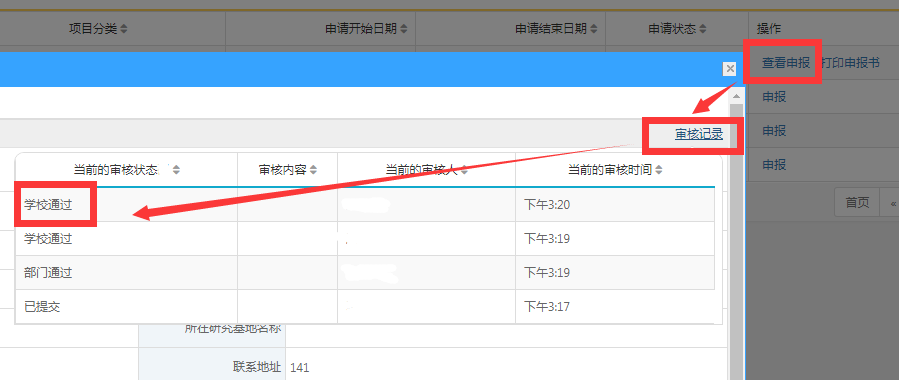 项目分类 申请开始日期 申请结束日期 申请状态 操作
查看申报 打印申报书
申报
审核记录 申报
当前的审核状态 审核内容 当前的审核人 当前的审核时间 申报
学校通过 下午3:20 首页 «
学校通过 下午3:19
部门通过 下午3:19
已提交 下午3:17
所在研究基地名称
联系地址 141